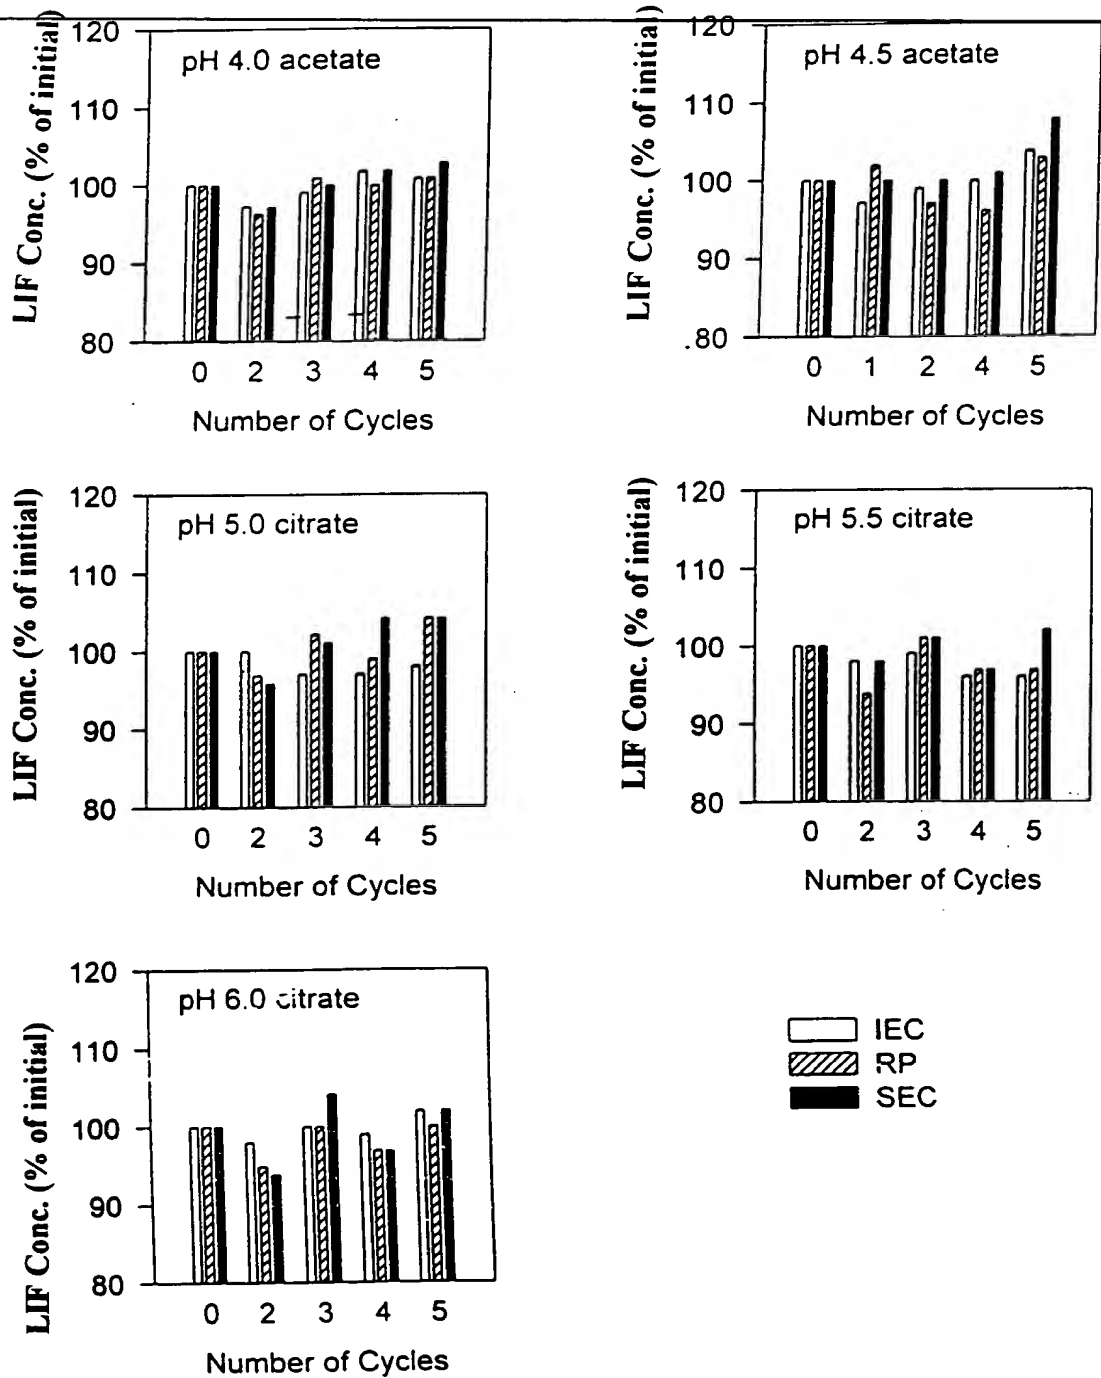 LIF Conc. (% of initial)
120
110
100
90
80
pH 4.0 acetate
0 2 3 4 5
Number of Cycles
LIF Conc. (% of initial)
120
110
100
90
.80
pH 4.5 acetate
0 1 2 4 5
Number of Cycles
LIF Conc. (% of initial)
120
110
100
90
80
pH 5.0 citrate
0 2 3 4 5
Number of Cycles
LIF Conc. (% of initial)
120
110
100
90
80
pH 5.5 citrate
0 2 3 4 5
Number of Cycles
LIF Conc. (% of initial)
120
110
100
90
80
pH 6.0 citrate
0 2 3 4 5
Number of Cycles
IEC
RP
SEC